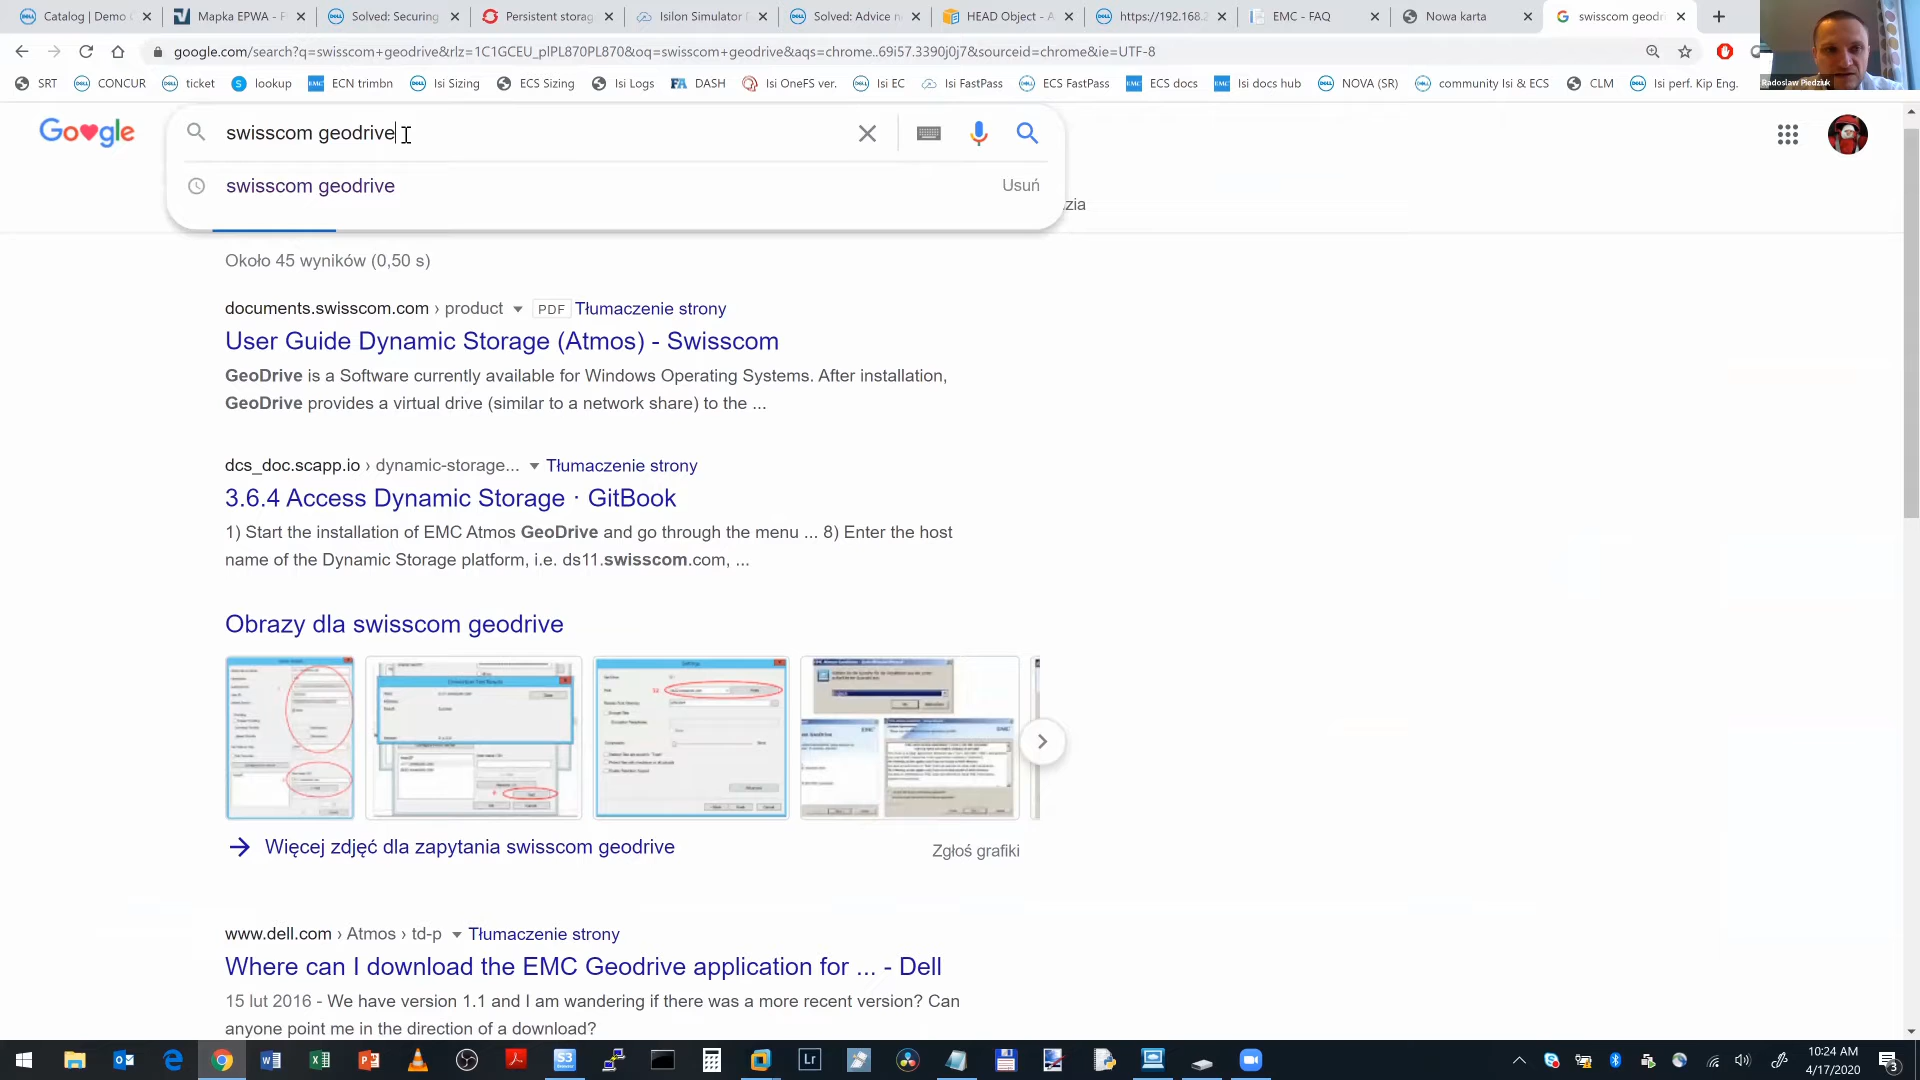 Catalog | Demo C
Mapka EPWA - P
Solved: Securing
Persistent storag
Isilon Simulator
Solved: Advice n
HEAD Object - A
https://192.168.2
EMC - FAQ
Nowa karta
swisscom geodri
google.com/search?q=swisscom+geodrive&rlz=1C1GCEU_plPL870PL870&oq=swisscom+geodrive&aqs=chrome..69i57.3390j0j7&sourceid=chrome&ie=UTF-8
Radoslaw Piedziuk
SRT
CONCUR
ticket
lookup
ECN trimbn
Isi Sizing
ECS Sizing
Isi Logs
DASH
Isi OneFS ver.
Isi EC
Isi FastPass
ECS FastPass
ECS docs
Isi docs hub
NOVA (SR)
community Isi & ECS
CLM
Isi perf. Kip Eng.
swisscom geodrive
swisscom geodrive
Usuń
zia
Około 45 wyników (0,50 s)
documents.swisscom.com › product PDF Tłumaczenie strony
User Guide Dynamic Storage (Atmos) - Swisscom
GeoDrive is a Software currently available for Windows Operating Systems. After installation,
GeoDrive provides a virtual drive (similar to a network share) to the ...
dcs_doc.scapp.io › dynamic-storage... Tłumaczenie strony
3.6.4 Access Dynamic Storage · GitBook
1) Start the installation of EMC Atmos GeoDrive and go through the menu ... 8) Enter the host
name of the Dynamic Storage platform, i.e. ds11.swisscom.com, ...
Obrazy dla swisscom geodrive
Więcej zdjęć dla zapytania swisscom geodrive
Zgłoś grafiki
www.dell.com › Atmos › td-p Tłumaczenie strony
Where can I download the EMC Geodrive application for ... - Dell
15 lut 2016 - We have version 1.1 and I am wandering if there was a more recent version? Can
anyone point me in the direction of a download?
10:24 AM
4/17/2020